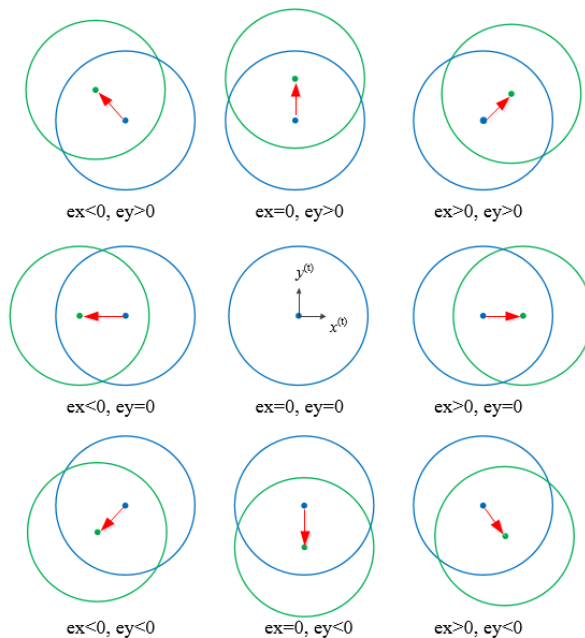 ex<0, ey>0 ex=0, ey>0 ex>0, ey>0
y(t)
x(t)
ex<0, ey=0 ex=0, ey=0 ex>0, ey=0
ex<0, ey<0 ex=0, ey<0 ex>0, ey<0